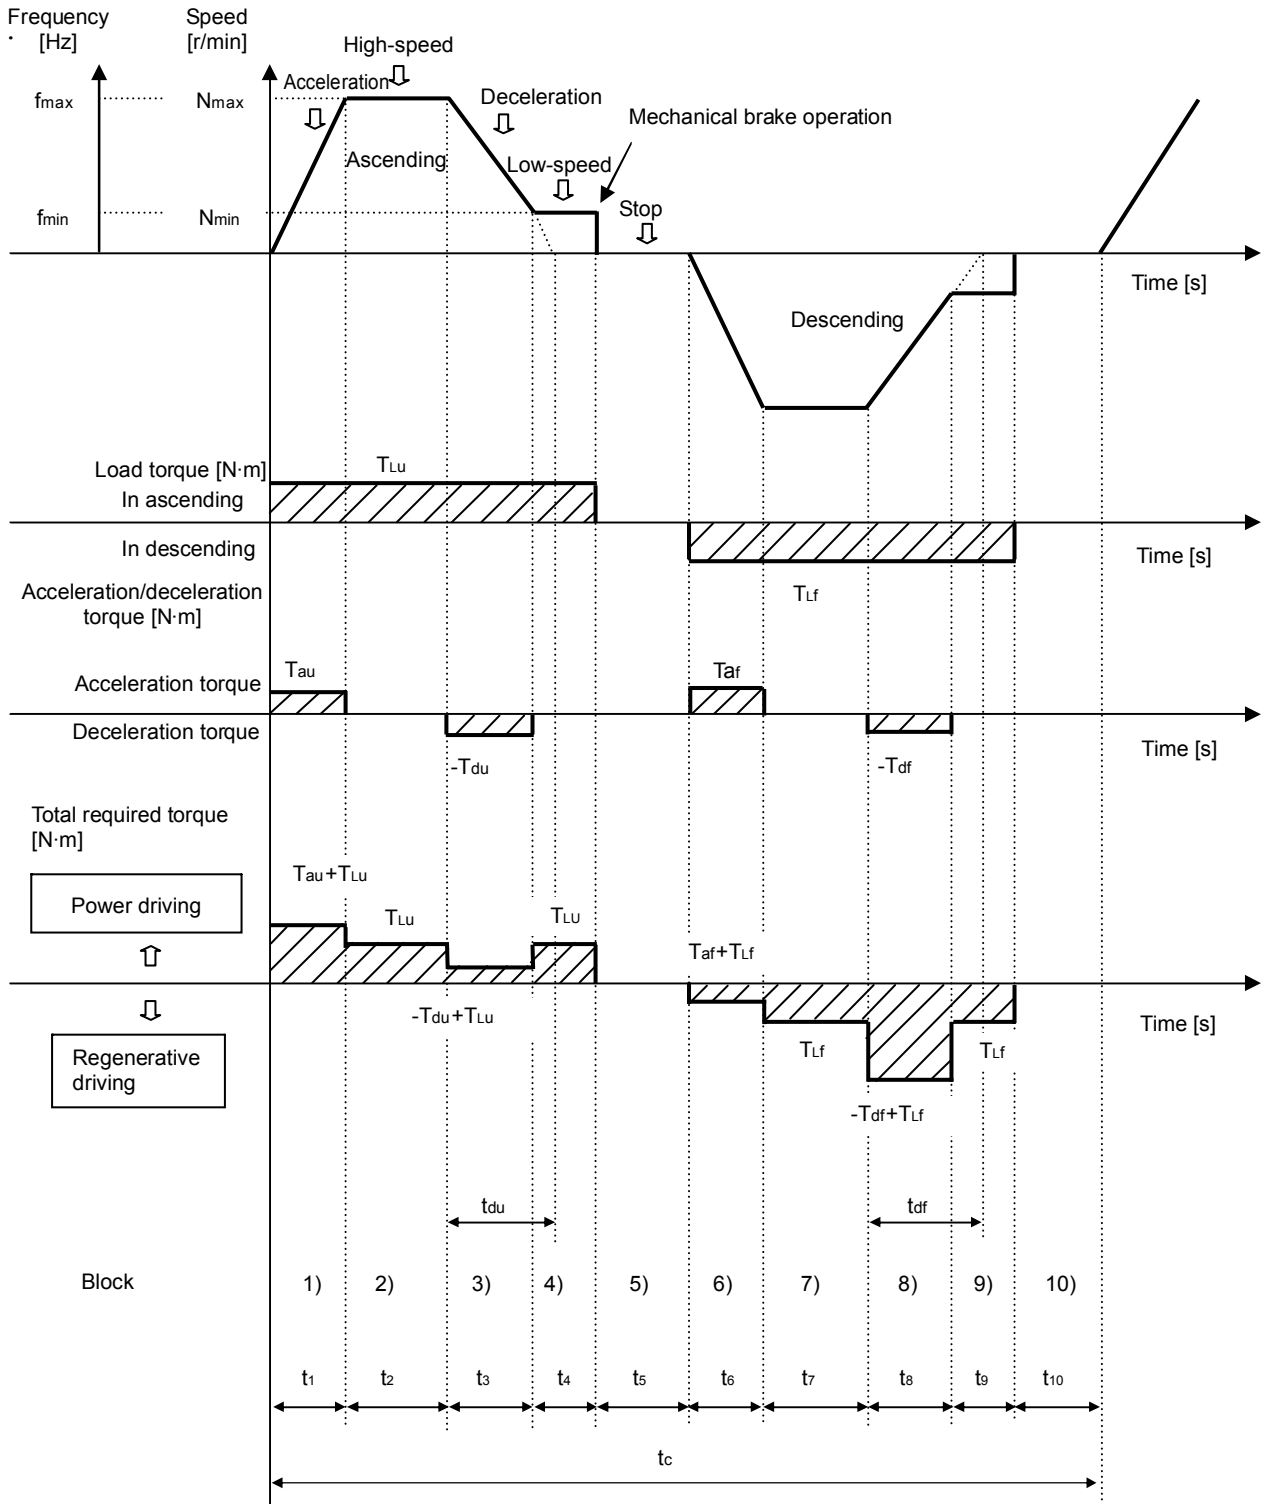 Frequency
[Hz]
Speed
[r/min]
High-speed
Acceleration
Deceleration
fmax
Nmax
Mechanical brake operation
Ascending
Low-speed
fmin
Nmin
Stop
Time [s]
Descending
Load torque [N·m]
TLu
In ascending
In descending
Time [s]
Acceleration/deceleration
torque [N·m]
TLf
Tau
Taf
Acceleration torque
Deceleration torque
Time [s]
-Tdu
-Tdf
Total required torque
[N·m]
Tau+TLu
Power driving
TLu
TLU
Taf+TLf
-Tdu+TLu
Time [s]
Regenerative
driving
TLf
TLf
-Tdf+TLf
tdu
tdf
Block
1)
2)
3)
4)
5)
6)
7)
8)
9)
10)
t1
t2
t3
t4
t5
t6
t7
t8
t9
t10
tc